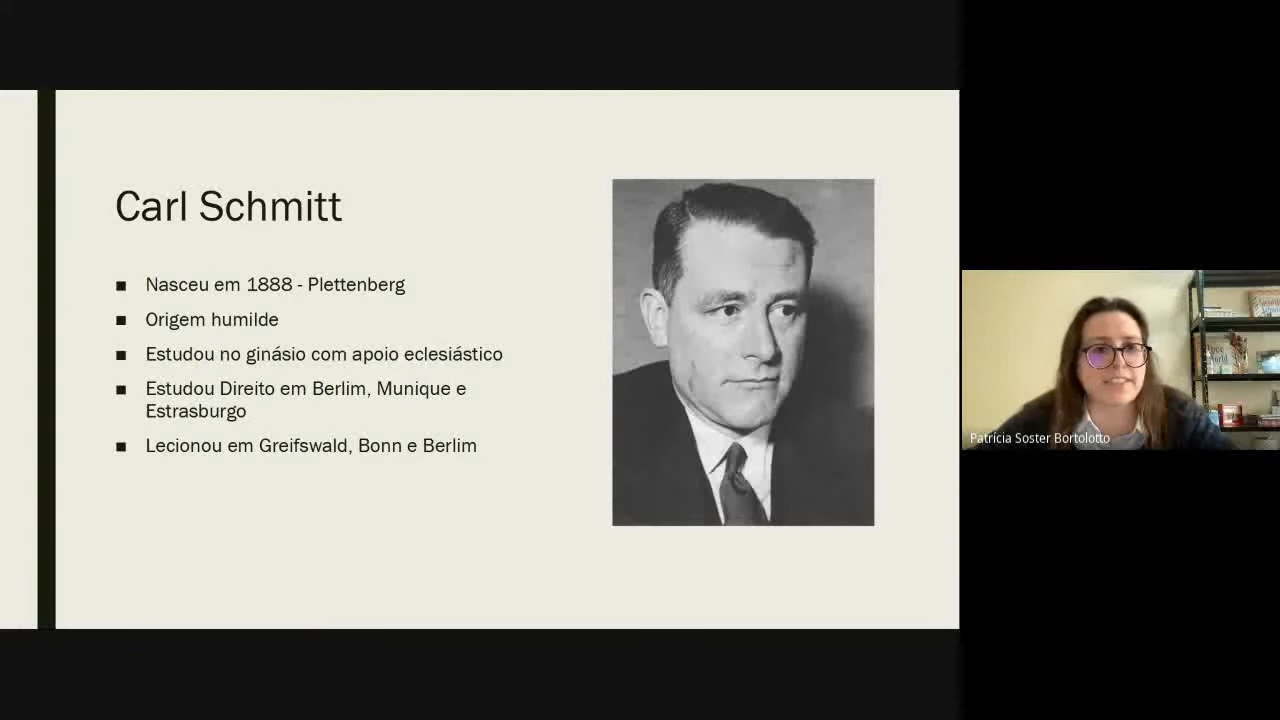 Carl Schmitt
■ Nasceu em 1888 - Plettenberg
■ Origem humilde
■ Estudou no ginásio com apoio eclesiástico
■ Estudou Direito em Berlim, Munique e
Estrasburgo
■ Lecionou em Greifswald, Bonn e Berlim
Patrícia Soster Bortolotto